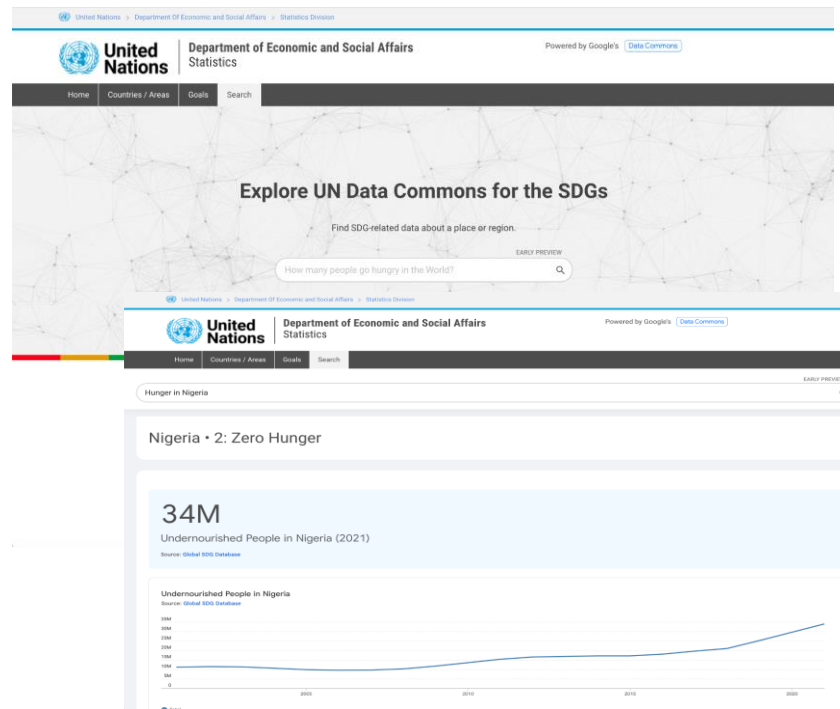 United Nations > Department Of Economic and Social Affairs > Statistics Division
United Nations
Department of Economic and Social Affairs
Statistics
Powered by Google's Data Commons
Home Countries / Areas Goals Search
Explore UN Data Commons for the SDGs
Find SDG-related data about a place or region.
EARLY PREVIEW
How many people go hungry in the World?
United Nations > Department Of Economic and Social Affairs > Statistics Division
United Nations
Department of Economic and Social Affairs
Statistics
Powered by Google's Data Commons
Home Countries / Areas Goals Search
EARLY PREVIEW
Hunger in Nigeria
Nigeria • 2: Zero Hunger
34M
Undernourished People in Nigeria (2021)
Source: Global SDG Database
Undernourished People in Nigeria
Source: Global SDG Database
35M
30M
25M
20M
15M
10M
5M
0
2005 2010 2015 2020